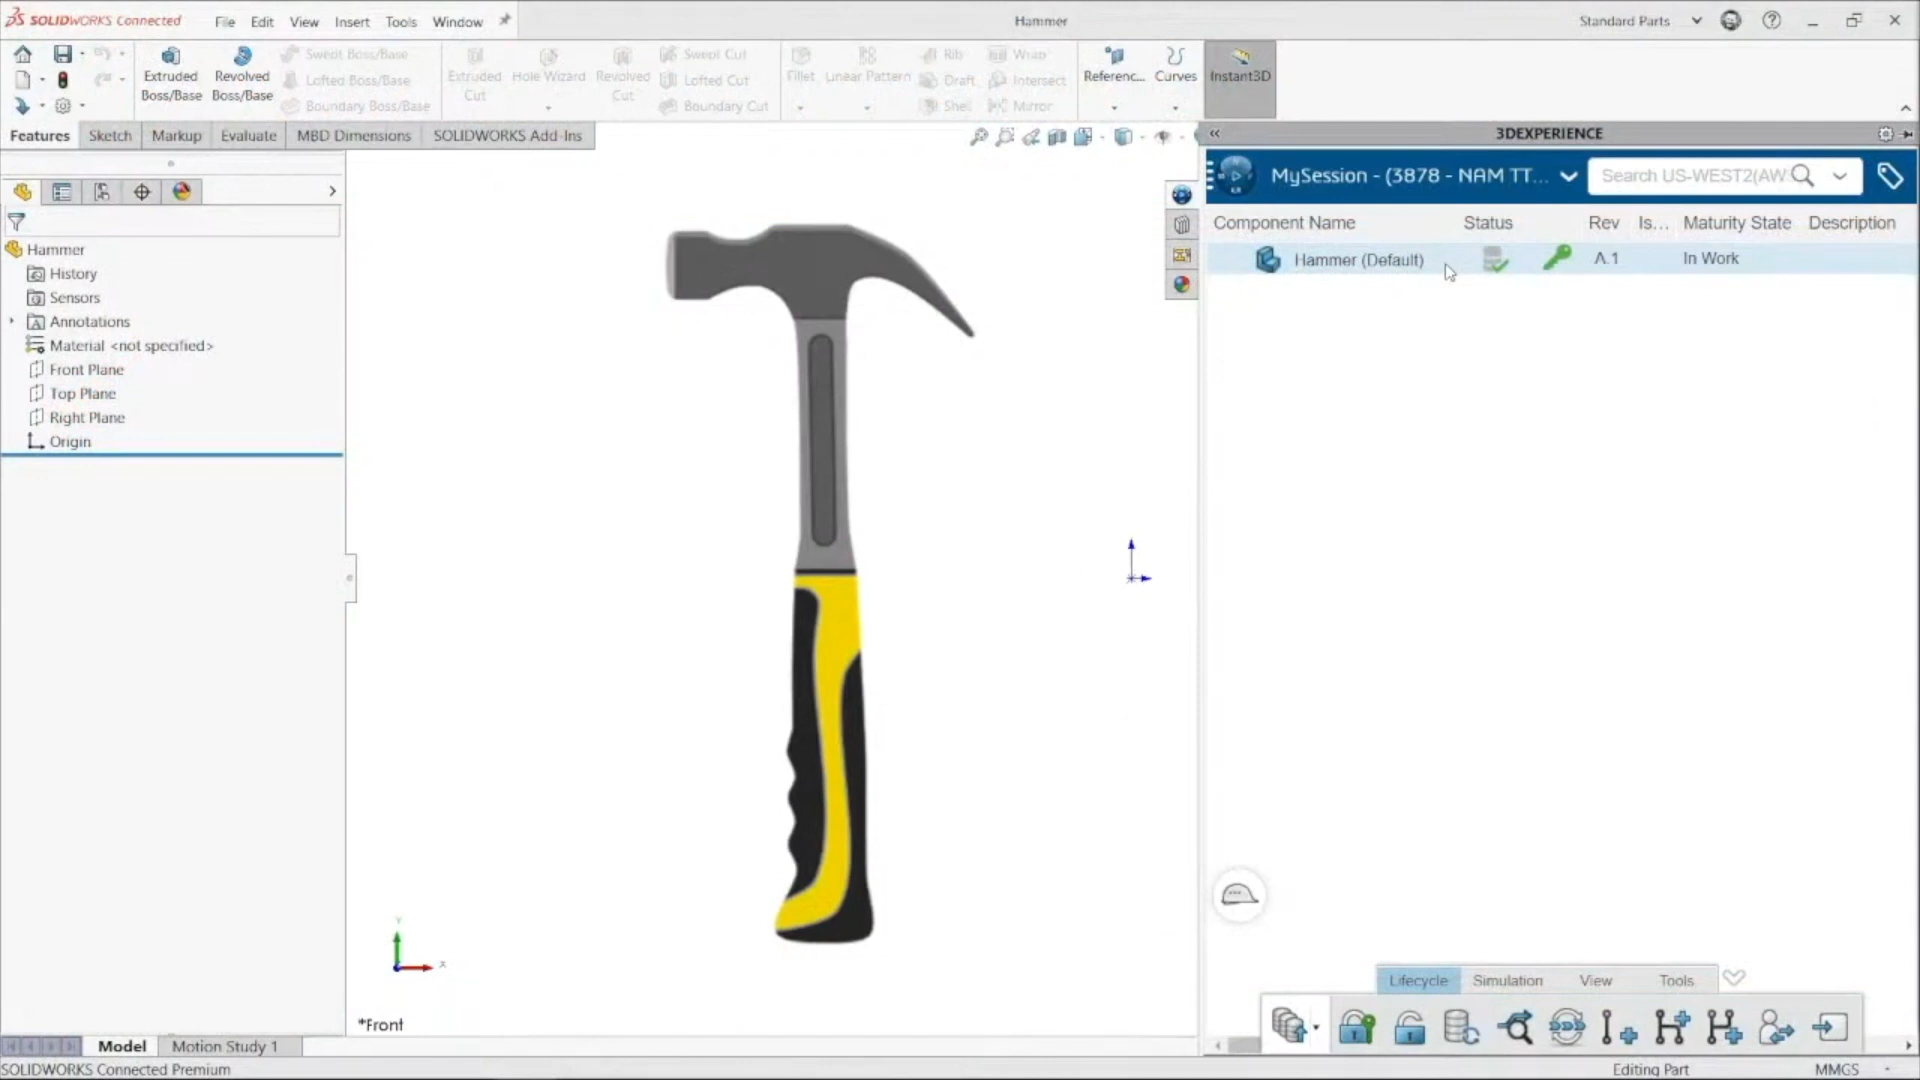 SOLIDWORKS Connected File Edit View Insert Tools Window Hammer Standard Parts
Extruded Boss/Base
Revolved Boss/Base
Swept Boss/Base
Lofted Boss/Base
Boundary Boss/Base
Extruded Cut
Hole Wizard
Revolved Cut
Swept Cut
Lofted Cut
Boundary Cut
Fillet
Linear Pattern
Rib
Draft
Shell
Wrap
Intersect
Mirror
Referenc...
Curves
Instant3D
Features Sketch Markup Evaluate MBD Dimensions SOLIDWORKS Add-Ins
3DEXPERIENCE
MySession - (3878 - NAM TT... Search US-WEST2(AWS
Component Name Status Rev Is... Maturity State Description
Hammer (Default) A.1 In Work
Hammer
History
Sensors
Annotations
Material <not specified>
Front Plane
Top Plane
Right Plane
Origin
Y
X
*Front
Lifecycle Simulation View Tools
Model Motion Study 1
SOLIDWORKS Connected Premium Editing Part MMGS